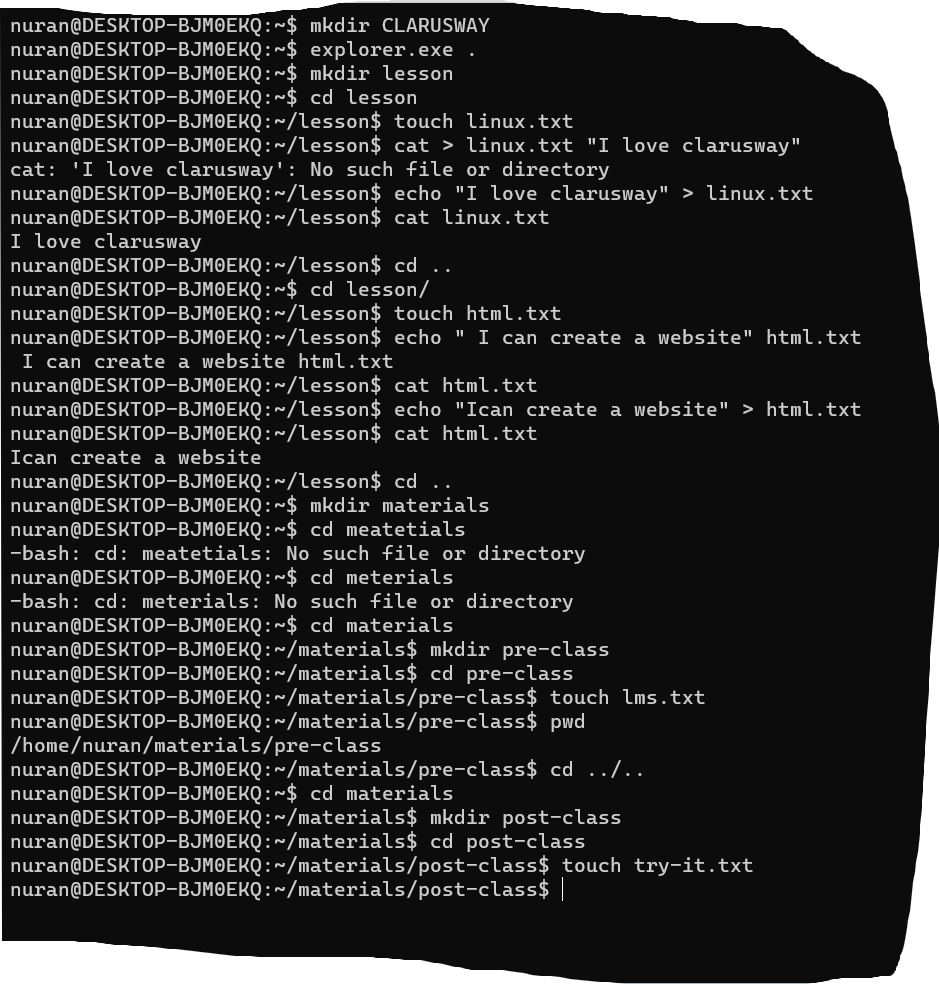 nuran@DESKTOP-BJM0EKQ:~$ mkdir CLARUSWAY
nuran@DESKTOP-BJM0EKQ:~$ explorer.exe .
nuran@DESKTOP-BJM0EKQ:~$ mkdir lesson
nuran@DESKTOP-BJM0EKQ:~$ cd lesson
nuran@DESKTOP-BJM0EKQ:~/lesson$ touch linux.txt
nuran@DESKTOP-BJM0EKQ:~/lesson$ cat > linux.txt "I love clarusway"
cat: 'I love clarusway': No such file or directory
nuran@DESKTOP-BJM0EKQ:~/lesson$ echo "I love clarusway" > linux.txt
nuran@DESKTOP-BJM0EKQ:~/lesson$ cat linux.txt
I love clarusway
nuran@DESKTOP-BJM0EKQ:~/lesson$ cd ..
nuran@DESKTOP-BJM0EKQ:~$ cd lesson/
nuran@DESKTOP-BJM0EKQ:~/lesson$ touch html.txt
nuran@DESKTOP-BJM0EKQ:~/lesson$ echo " I can create a website" html.txt
 I can create a website html.txt
nuran@DESKTOP-BJM0EKQ:~/lesson$ cat html.txt
nuran@DESKTOP-BJM0EKQ:~/lesson$ echo "Ican create a website" > html.txt
nuran@DESKTOP-BJM0EKQ:~/lesson$ cat html.txt
Ican create a website
nuran@DESKTOP-BJM0EKQ:~/lesson$ cd ..
nuran@DESKTOP-BJM0EKQ:~$ mkdir materials
nuran@DESKTOP-BJM0EKQ:~$ cd meatetials
-bash: cd: meatetials: No such file or directory
nuran@DESKTOP-BJM0EKQ:~$ cd meterials
-bash: cd: meterials: No such file or directory
nuran@DESKTOP-BJM0EKQ:~$ cd materials
nuran@DESKTOP-BJM0EKQ:~/materials$ mkdir pre-class
nuran@DESKTOP-BJM0EKQ:~/materials$ cd pre-class
nuran@DESKTOP-BJM0EKQ:~/materials/pre-class$ touch lms.txt
nuran@DESKTOP-BJM0EKQ:~/materials/pre-class$ pwd
/home/nuran/materials/pre-class
nuran@DESKTOP-BJM0EKQ:~/materials/pre-class$ cd ../..
nuran@DESKTOP-BJM0EKQ:~$ cd materials
nuran@DESKTOP-BJM0EKQ:~/materials$ mkdir post-class
nuran@DESKTOP-BJM0EKQ:~/materials$ cd post-class
nuran@DESKTOP-BJM0EKQ:~/materials/post-class$ touch try-it.txt
nuran@DESKTOP-BJM0EKQ:~/materials/post-class$